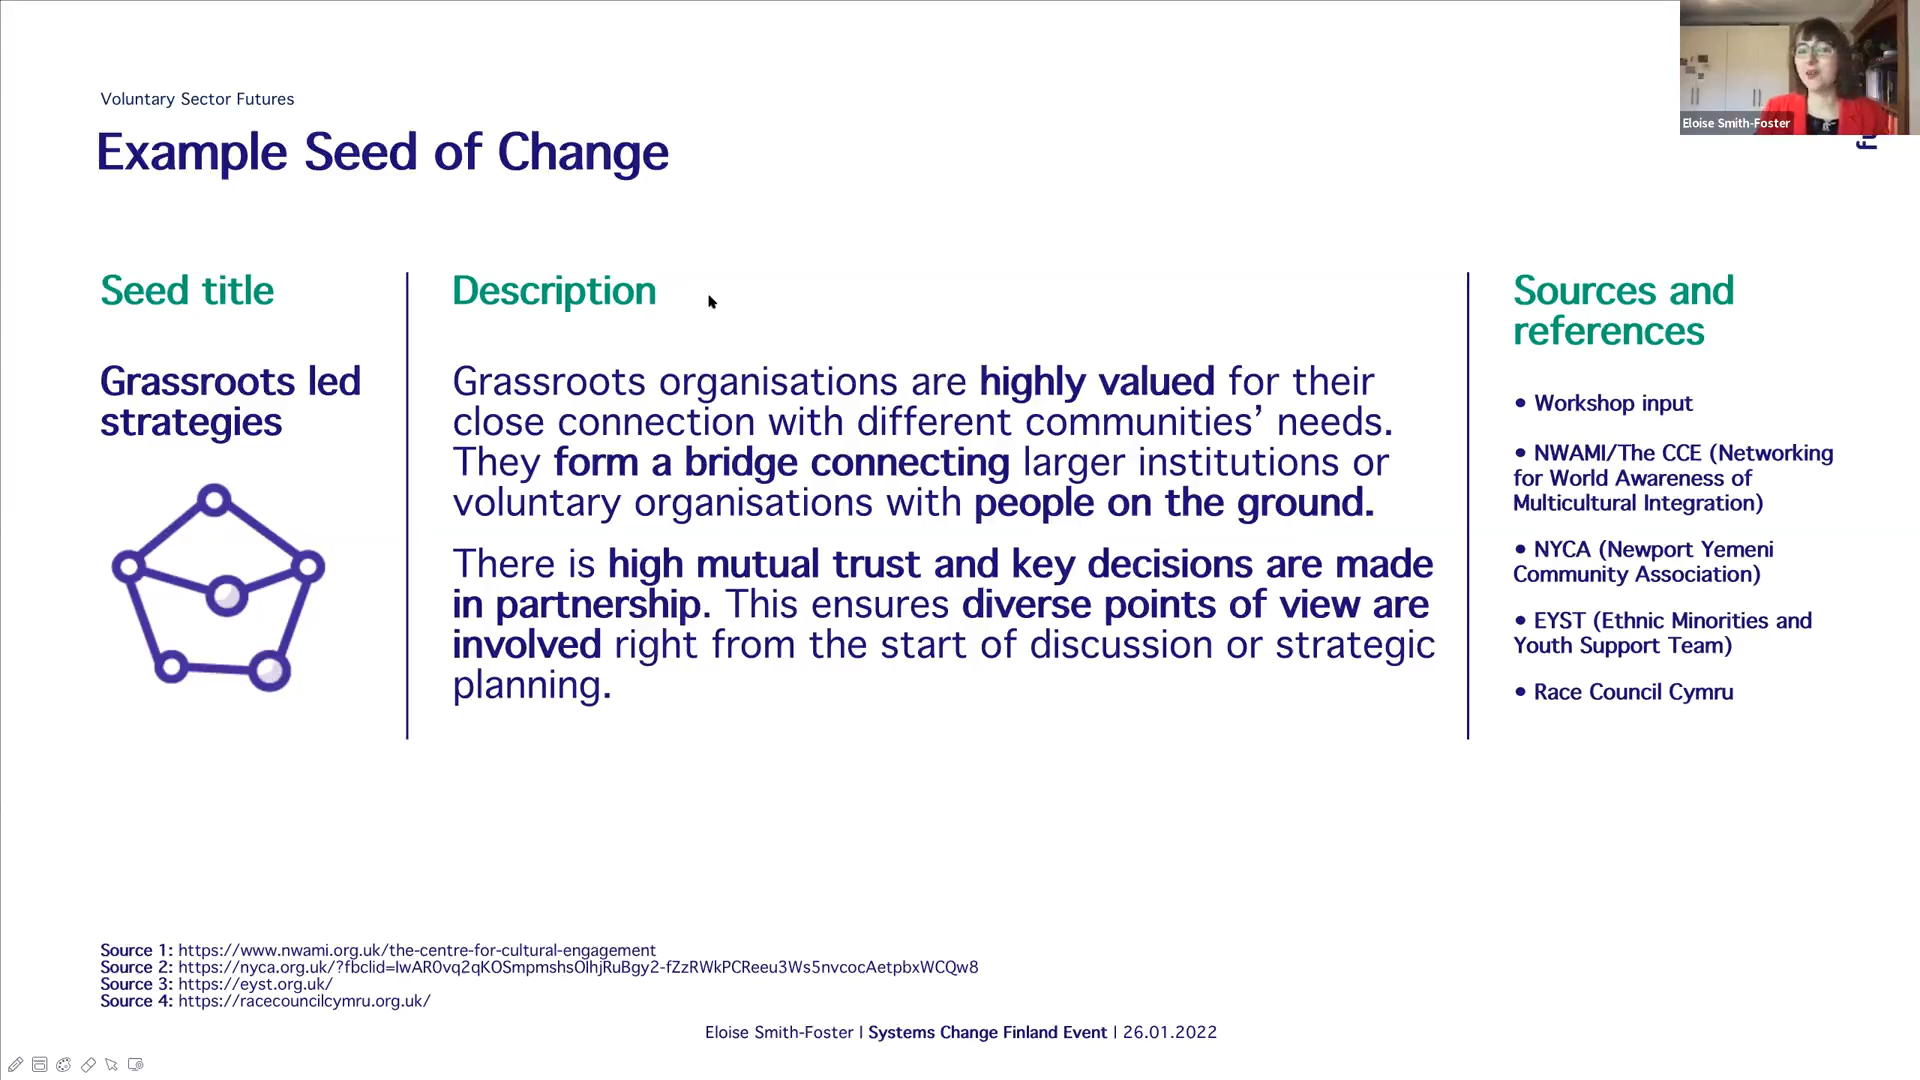 Voluntary Sector Futures
Example Seed of Change
Eloise Smith-Foster
Seed title
Grassroots led
strategies
Description
Grassroots organisations are highly valued for their
close connection with different communities’ needs.
They form a bridge connecting larger institutions or
voluntary organisations with people on the ground.
There is high mutual trust and key decisions are made
in partnership. This ensures diverse points of view are
involved right from the start of discussion or strategic
planning.
Sources and
references
• Workshop input
• NWAMI/The CCE (Networking
for World Awareness of
Multicultural Integration)
• NYCA (Newport Yemeni
Community Association)
• EYST (Ethnic Minorities and
Youth Support Team)
• Race Council Cymru
Source 1: https://www.nwami.org.uk/the-centre-for-cultural-engagement
Source 2: https://nyca.org.uk/?fbclid=IwAR0vq2qKOSmpmshsOIhjRuBgy2-fZzRWkPCReeu3Ws5nvcocAetpbxWCQw8
Source 3: https://eyst.org.uk/
Source 4: https://racecouncilcymru.org.uk/
Eloise Smith-Foster | Systems Change Finland Event | 26.01.2022